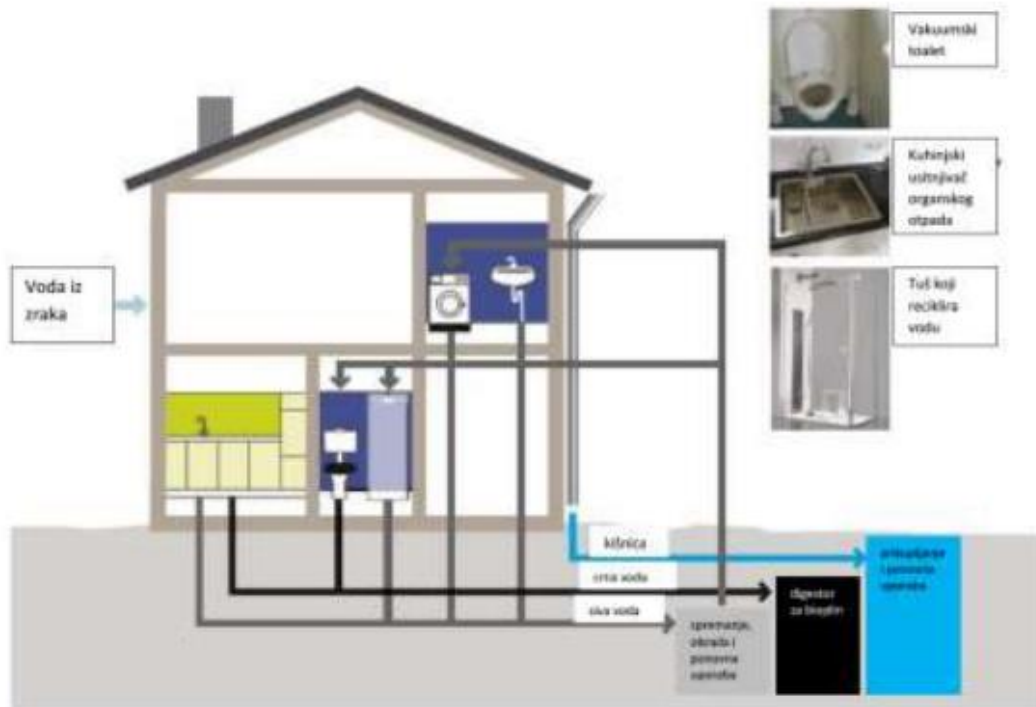 Vakuumski
toalet
Kuhinjski
usitnjivač
organskog
otpada
Tuš koji
reciklira
vodu
Voda iz
zraka
kišnica
crna voda
siva voda
prikupljanje
i ponovna
uporaba
digestor
za bioplin
spremanje,
obrada i
ponovna
uporaba